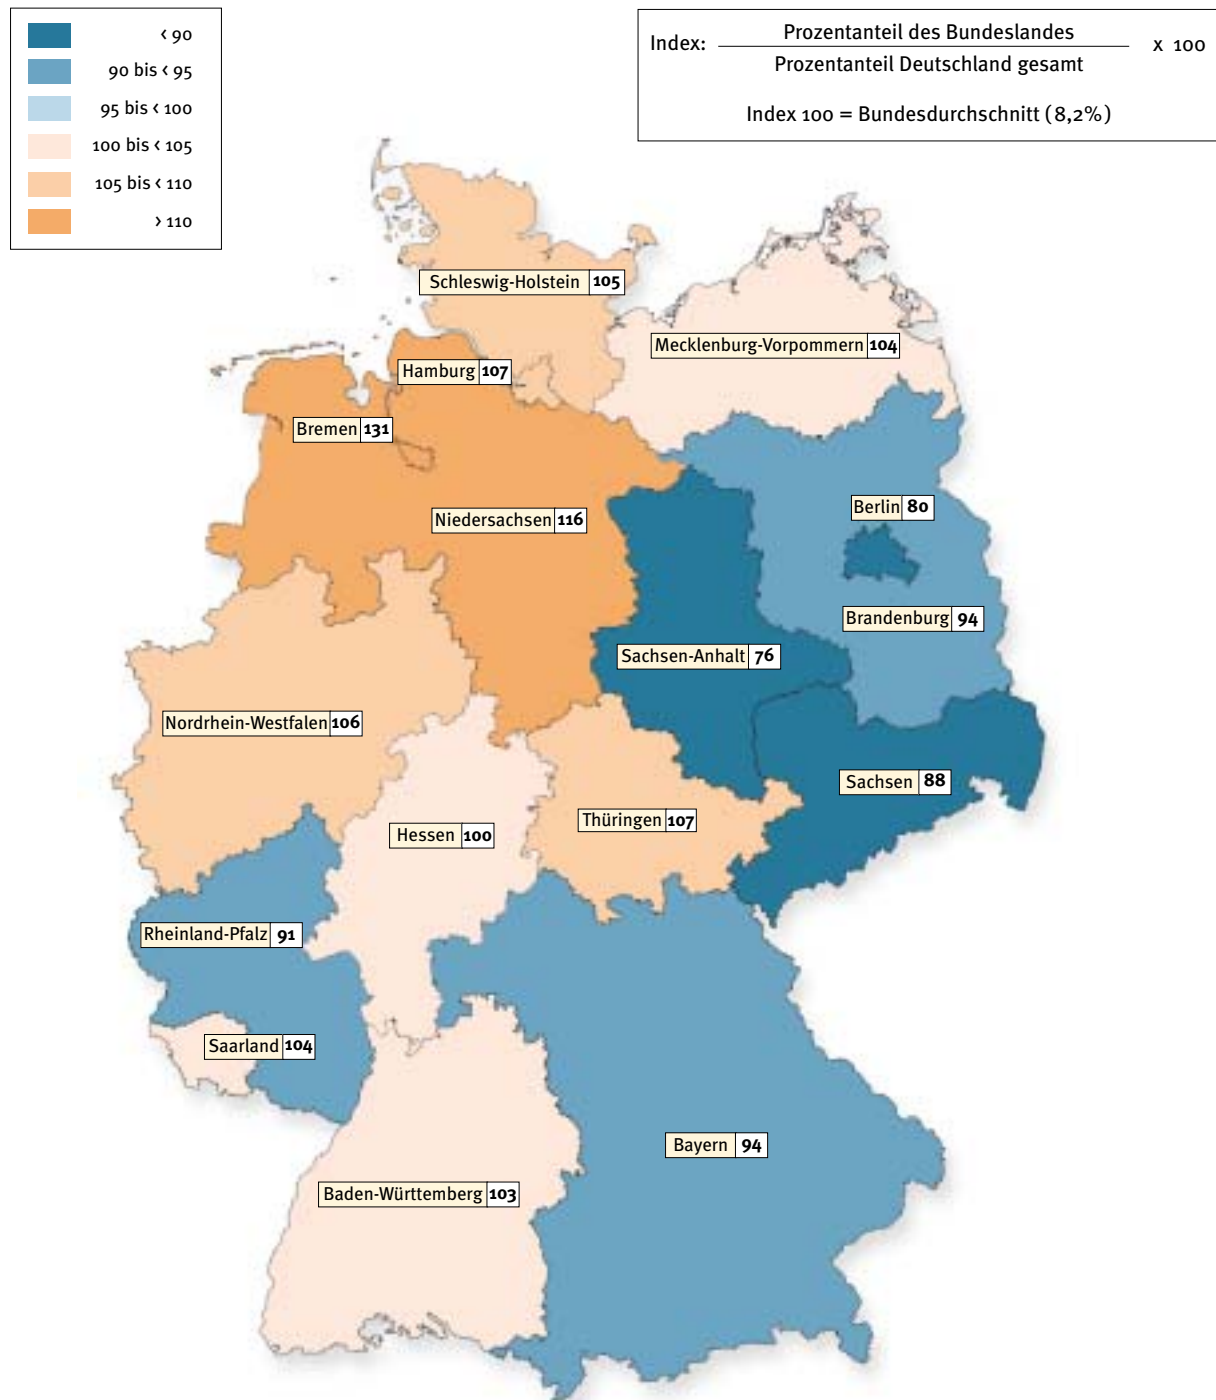 < 90
90 bis < 95
95 bis < 100
100 bis < 105
105 bis < 110
> 110
Index: Prozentanteil des Bundeslandes x 100
Prozentanteil Deutschland gesamt
Index 100 = Bundesdurchschnitt (8,2%)
Schleswig-Holstein 105
Mecklenburg-Vorpommern 104
Hamburg 107
Bremen 131
Niedersachsen 116
Berlin 80
Brandenburg 94
Sachsen-Anhalt 76
Nordrhein-Westfalen 106
Sachsen 88
Thüringen 107
Hessen 100
Rheinland-Pfalz 91
Saarland 104
Bayern 94
Baden-Württemberg 103